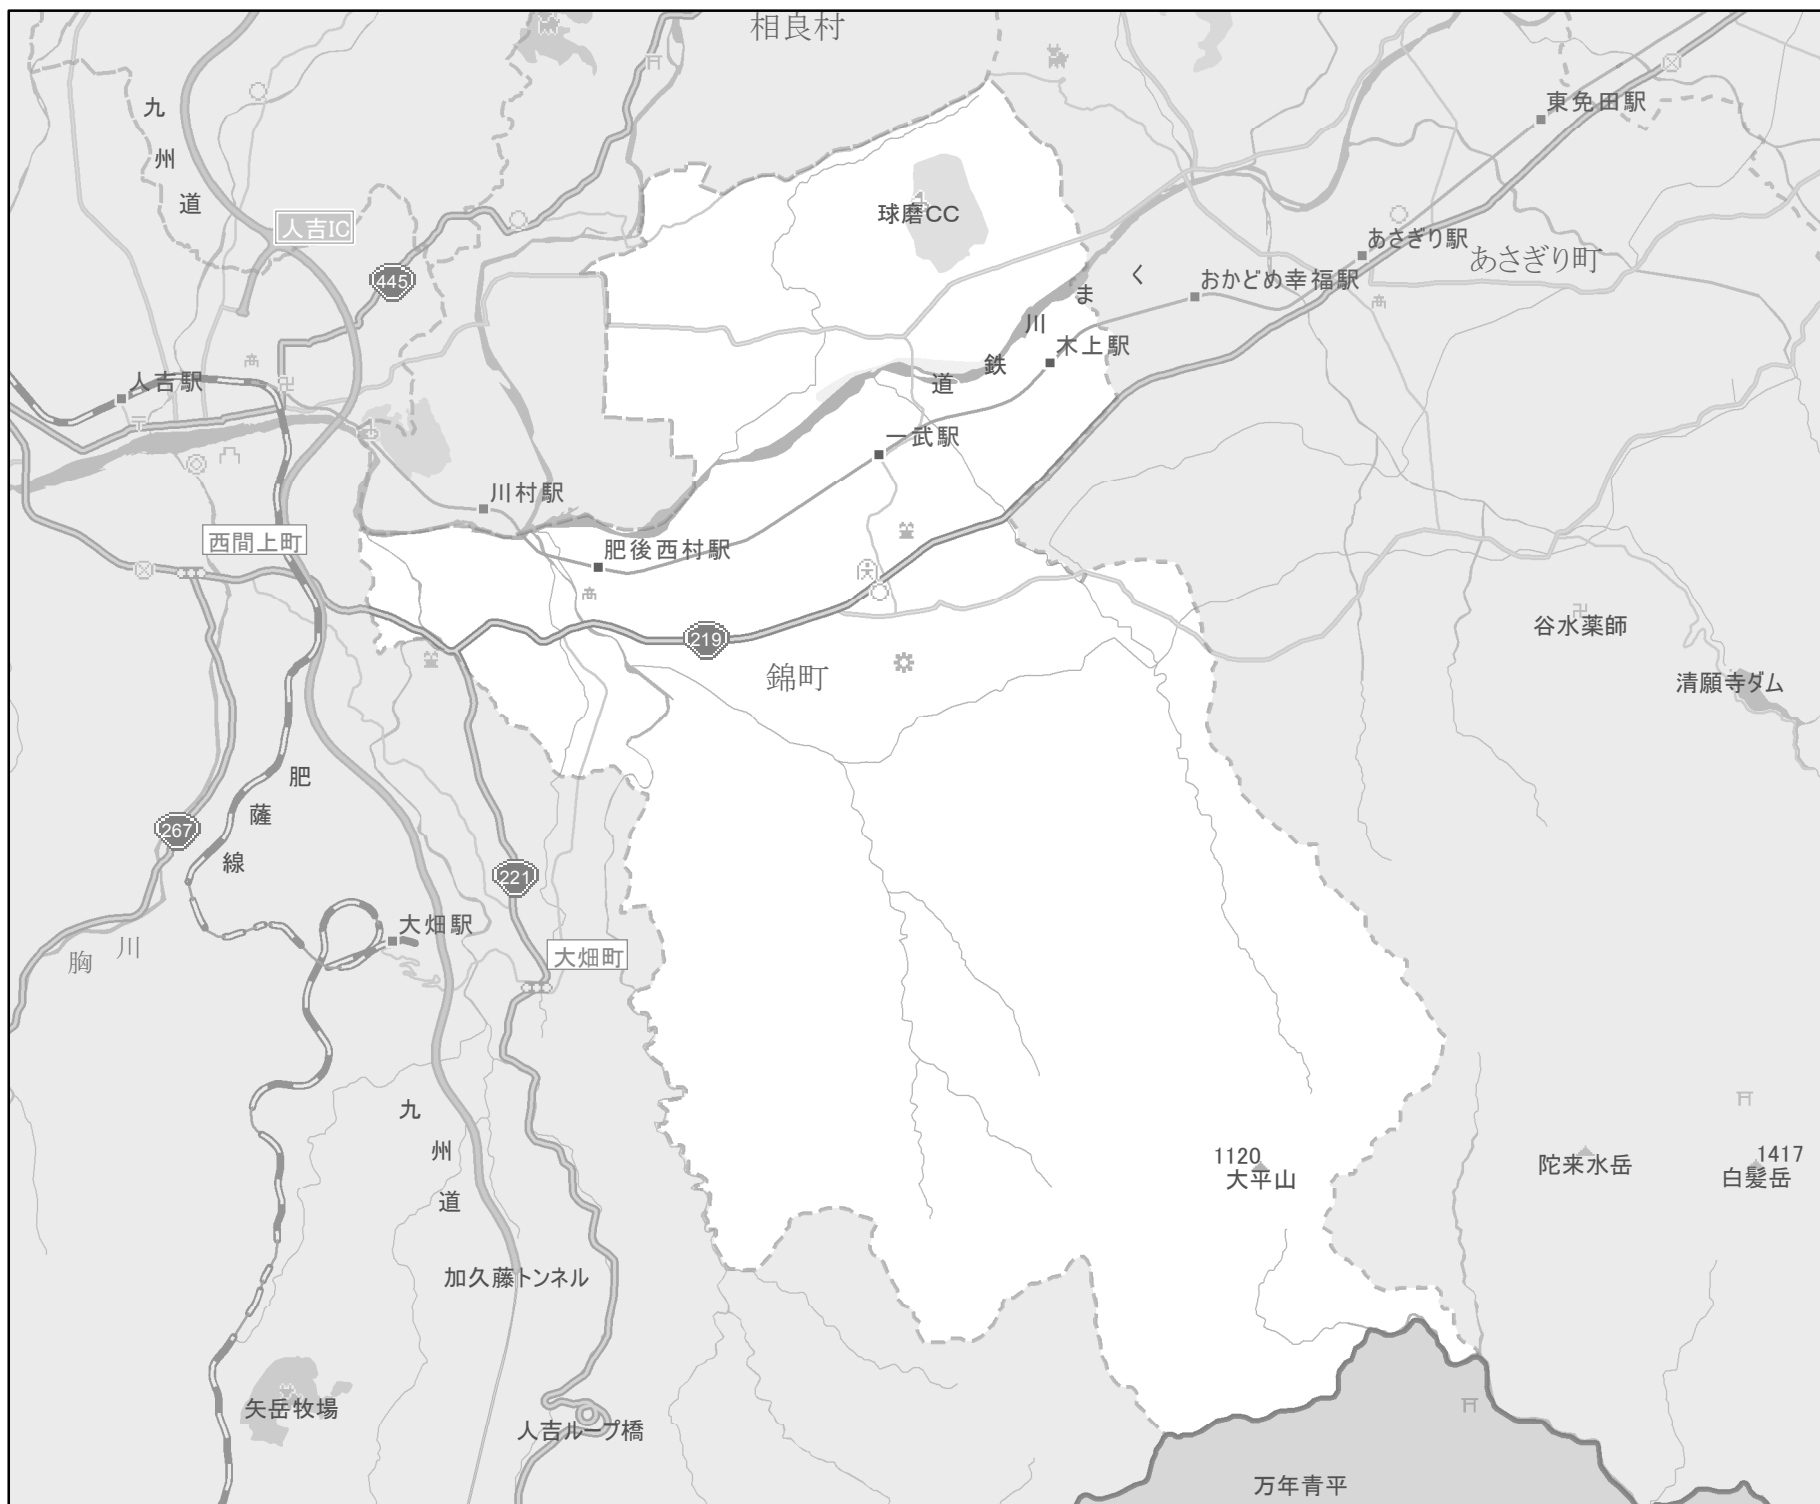 相良村
九州道
人吉IC
445
東免田駅
球磨CC
あさぎり駅
あさぎり町
おかどめ幸福駅
くま川鉄道
木上駅
人吉駅
一武駅
川村駅
西間上町
肥後西村駅
219
錦町
谷水薬師
清願寺ダム
肥薩線
267
221
大畑駅
大畑町
胸川
九州道
1120
大平山
陀来水岳
1417
白髪岳
加久藤トンネル
矢岳牧場
人吉ループ橋
万年青平